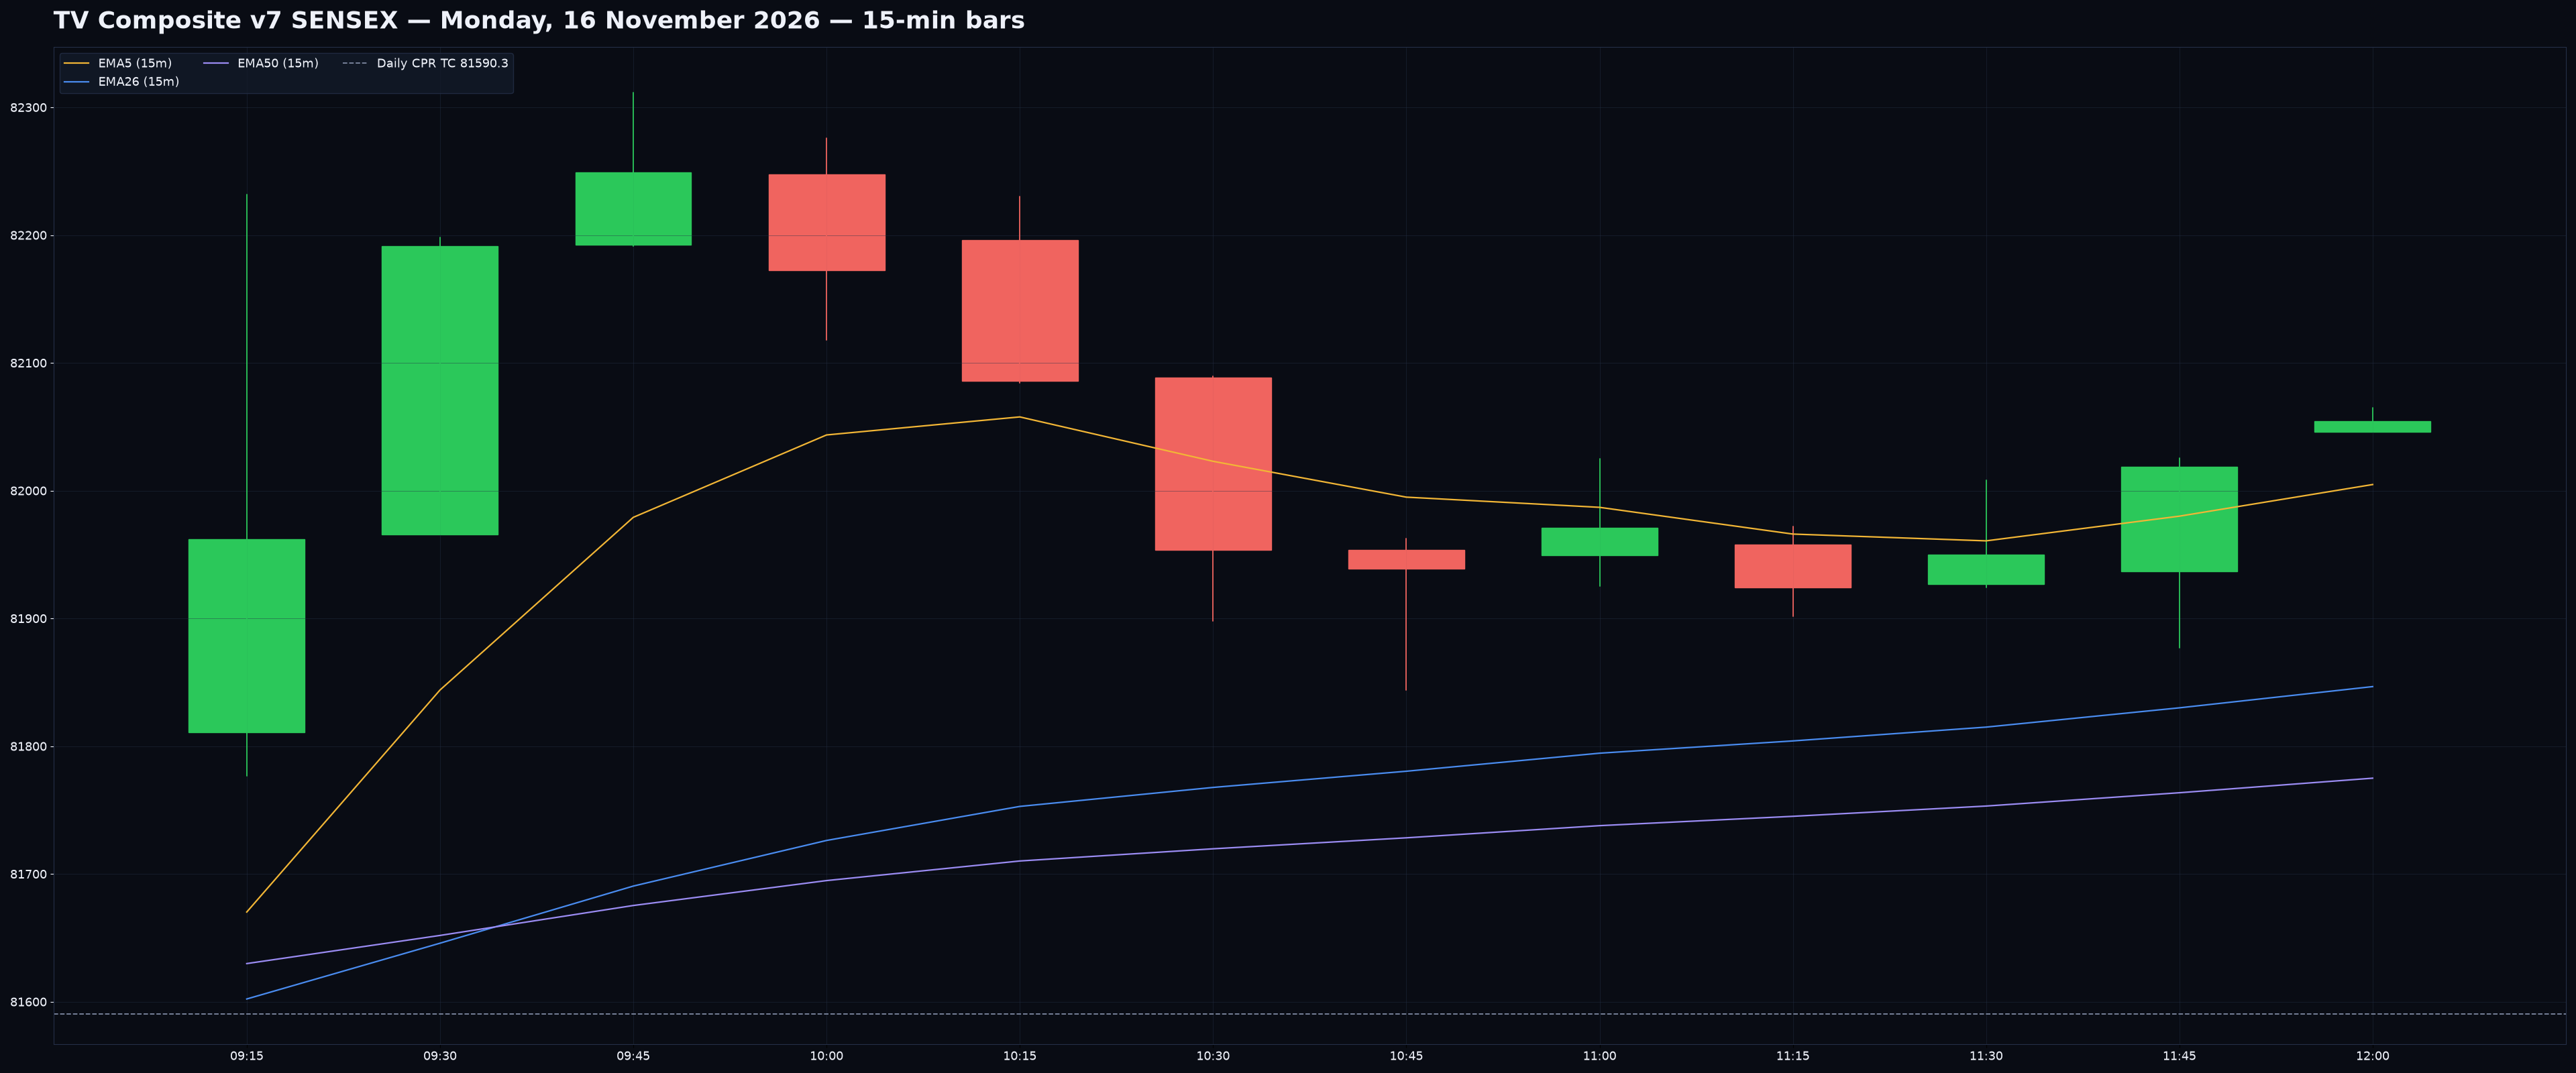 TV Composite v7 SENSEX — Monday, 16 November 2026 — 15-min bars
EMA5 (15m) EMA50 (15m) Daily CPR TC 81590.3
EMA26 (15m)
82300
82200
82100
82000
81900
81800
81700
81600
09:15 09:30 09:45 10:00 10:15 10:30 10:45 11:00 11:15 11:30 11:45 12:00